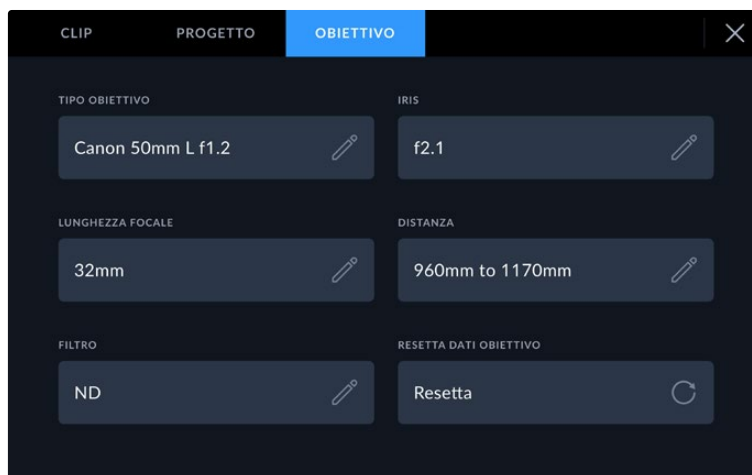 CLIP PROGETTO OBIETTIVO
TIPO OBIETTIVO IRIS
Canon 50mm L f1.2 f2.1
LUNGHEZZA FOCALE DISTANZA
32mm 960mm to 1170mm
FILTRO RESETTA DATI OBIETTIVO
ND Resetta